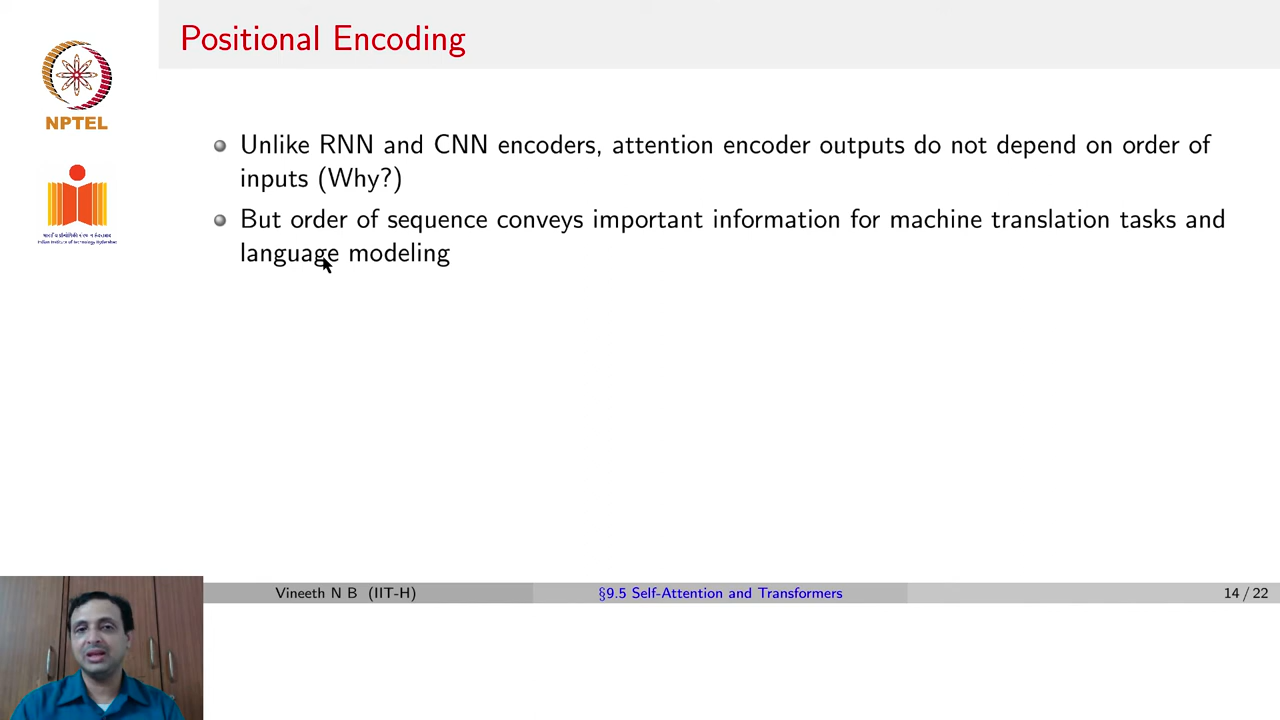 Positional Encoding
NPTEL
Unlike RNN and CNN encoders, attention encoder outputs do not depend on order of
inputs (Why?)
But order of sequence conveys important information for machine translation tasks and
language modeling
Vineeth N B (IIT-H)
§9.5 Self-Attention and Transformers
14 / 22